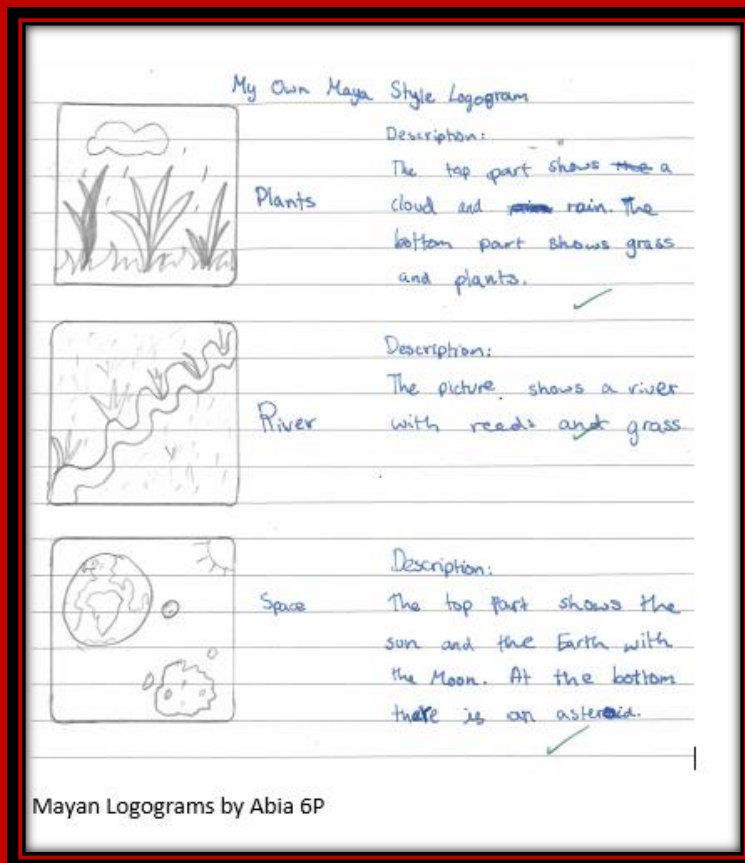 My Own Maya Style Logogram
Description:
The top part shows the a
Plants
cloud and rain. The
bottom part shows grass
and plants.
Description:
The picture shows a river
River
with reeds and grass
Description:
Space
The top part shows the
sun and the Earth with
the Moon. At the bottom
there is an asteroid.
Mayan Logograms by Abia 6P